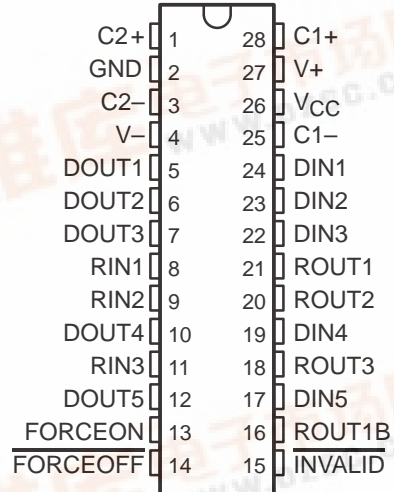 C2+ 1 28 C1+
GND 2 27 V+
C2– 3 26 VCC
V– 4 25 C1–
DOUT1 5 24 DIN1
DOUT2 6 23 DIN2
DOUT3 7 22 DIN3
RIN1 8 21 ROUT1
RIN2 9 20 ROUT2
DOUT4 10 19 DIN4
RIN3 11 18 ROUT3
DOUT5 12 17 DIN5
FORCEON 13 16 ROUT1B
FORCEOFF 14 15 INVALID